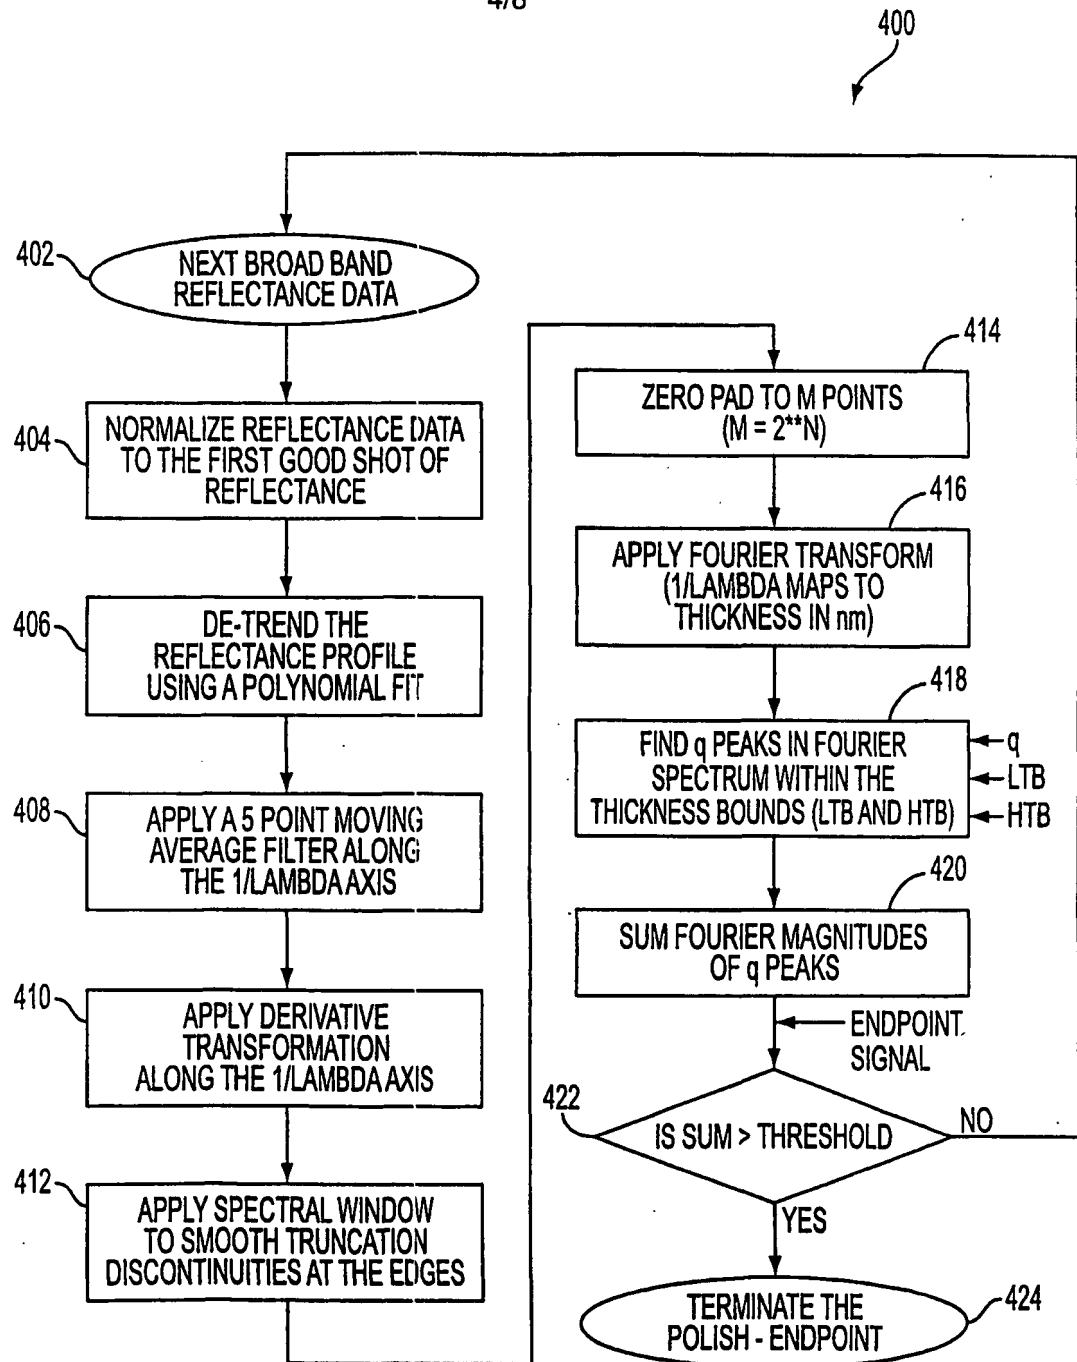 4/8
400
402
NEXT BROAD BAND
REFLECTANCE DATA
404
NORMALIZE REFLECTANCE DATA
TO THE FIRST GOOD SHOT OF
REFLECTANCE
406
DE-TREND THE
REFLECTANCE PROFILE
USING A POLYNOMIAL FIT
408
APPLY A 5 POINT MOVING
AVERAGE FILTER ALONG
THE 1/LAMBDA AXIS
410
APPLY DERIVATIVE
TRANSFORMATION
ALONG THE 1/LAMBDA AXIS
412
APPLY SPECTRAL WINDOW
TO SMOOTH TRUNCATION
DISCONTINUITIES AT THE EDGES
414
ZERO PAD TO M POINTS
(M = 2**N)
416
APPLY FOURIER TRANSFORM
(1/LAMBDA MAPS TO
THICKNESS IN nm)
418
FIND q PEAKS IN FOURIER
SPECTRUM WITHIN THE
THICKNESS BOUNDS (LTB AND HTB)
q
LTB
HTB
420
SUM FOURIER MAGNITUDES
OF q PEAKS
ENDPOINT
SIGNAL
422
IS SUM > THRESHOLD
NO
YES
TERMINATE THE
POLISH - ENDPOINT
424